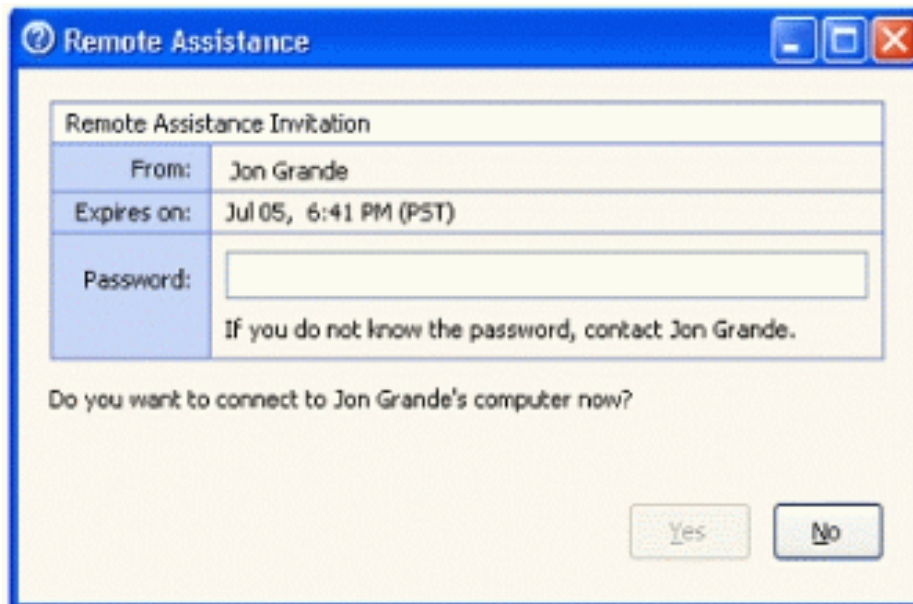 Remote Assistance
Remote Assistance Invitation
From: Jon Grande
Expires on: Jul 05, 6:41 PM (PST)
Password:
If you do not know the password, contact Jon Grande.
Do you want to connect to Jon Grande's computer now?
Yes No